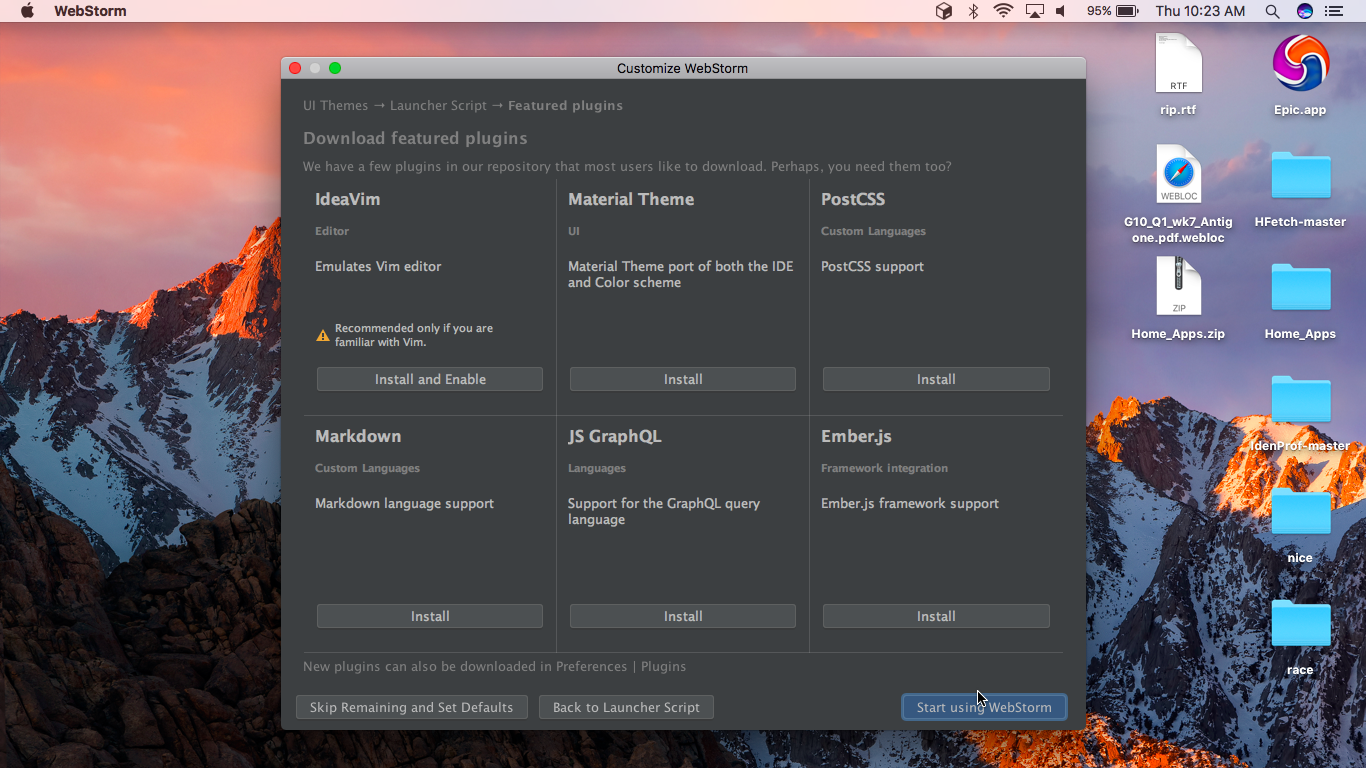 WebStorm
95%
Thu 10:23 AM
Customize WebStorm
UI Themes → Launcher Script → Featured plugins
Download featured plugins
We have a few plugins in our repository that most users like to download. Perhaps, you need them too?
IdeaVim
Editor
Emulates Vim editor
Recommended only if you are
familiar with Vim.
Install and Enable
Material Theme
UI
Material Theme port of both the IDE
and Color scheme
Install
PostCSS
Custom Languages
PostCSS support
Install
Markdown
Custom Languages
Markdown language support
Install
JS GraphQL
Languages
Support for the GraphQL query
language
Install
Ember.js
Framework integration
Ember.js framework support
Install
New plugins can also be downloaded in Preferences | Plugins
Skip Remaining and Set Defaults
Back to Launcher Script
Start using WebStorm
RTF
rip.rtf
Epic.app
WEBLOC
G10_Q1_wk7_Antig
one.pdf.webloc
HFetch-master
ZIP
Home_Apps.zip
Home_Apps
IdenProf-master
nice
race